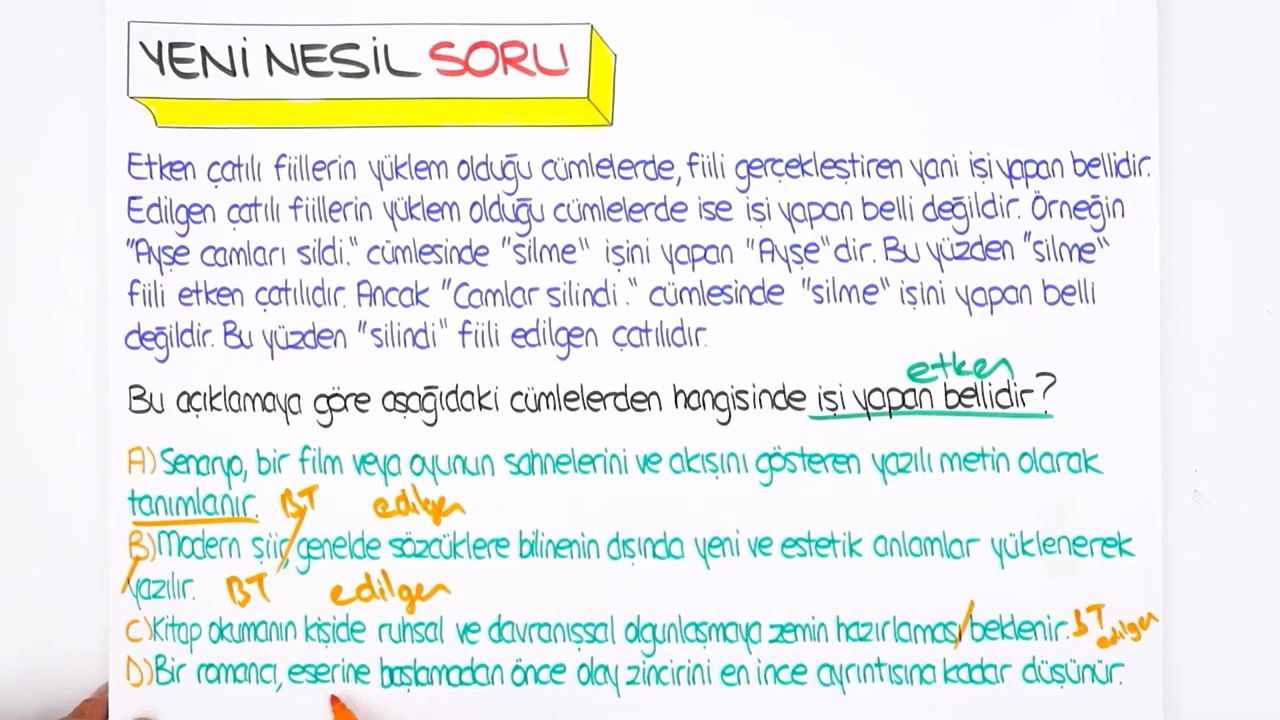 YENİ NESİL SORU
Etken çatılı fiillerin yüklem olduğu cümlelerde, fiili gerçekleştiren yani işi yapan bellidir.
Edilgen çatılı fiillerin yüklem olduğu cümlelerde ise işi yapan belli değildir. Örneğin
"Ayşe camları sildi." cümlesinde "silme" işini yapan "Ayşe"dir. Bu yüzden "silme"
fiili etken çatılıdır. Ancak "Camlar silindi." cümlesinde "silme" işini yapan belli
değildir. Bu yüzden "silindi" fiili edilgen çatılıdır.
etken
Bu açıklamaya göre aşağıdaki cümlelerden hangisinde işi yapan bellidir?
A) Senaryo, bir film veya oyunun sahnelerini ve akışını gösteren yazılı metin olarak
tanımlanır. BT edilgen
B) Modern şiir, genelde sözcüklere bilinenin dışında yeni ve estetik anlamlar yüklenerek
yazılır. BT edilgen
C) Kitap okumanın kişide ruhsal ve davranışsal olgunlaşmaya zemin hazırlaması beklenir. BT edilgen
D) Bir romancı, eserine başlamadan önce olay zincirini en ince ayrıntısına kadar düşünür.